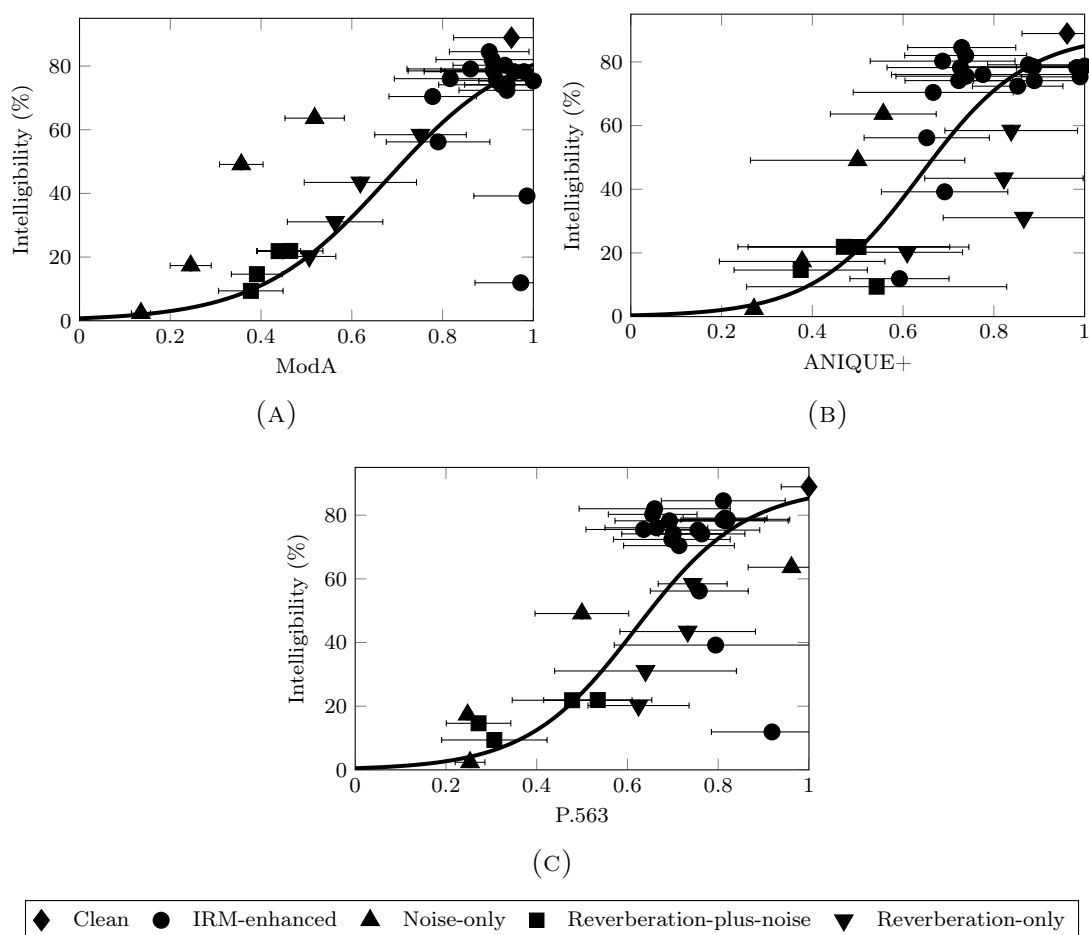 0
20
40
60
80
Intelligibility (%)
0 0.2 0.4 0.6 0.8 1
ModA
(A)
0
20
40
60
80
Intelligibility (%)
0 0.2 0.4 0.6 0.8 1
ANIQUE+
(B)
0
20
40
60
80
Intelligibility (%)
0 0.2 0.4 0.6 0.8 1
P.563
(C)
Clean IRM-enhanced Noise-only Reverberation-plus-noise Reverberation-only